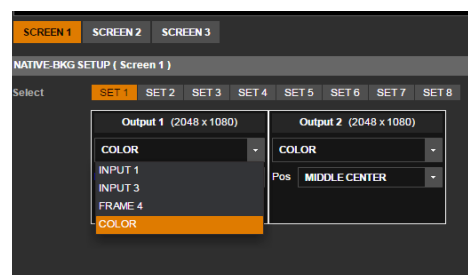 SCREEN 1 SCREEN 2 SCREEN 3
NATIVE-BKG SETUP ( Screen 1 )
Select SET 1 SET 2 SET 3 SET 4 SET 5 SET 6 SET 7 SET 8
Output 1 (2048 x 1080) Output 2 (2048 x 1080)
COLOR COLOR
INPUT 1 Pos MIDDLE CENTER
INPUT 3
FRAME 4
COLOR